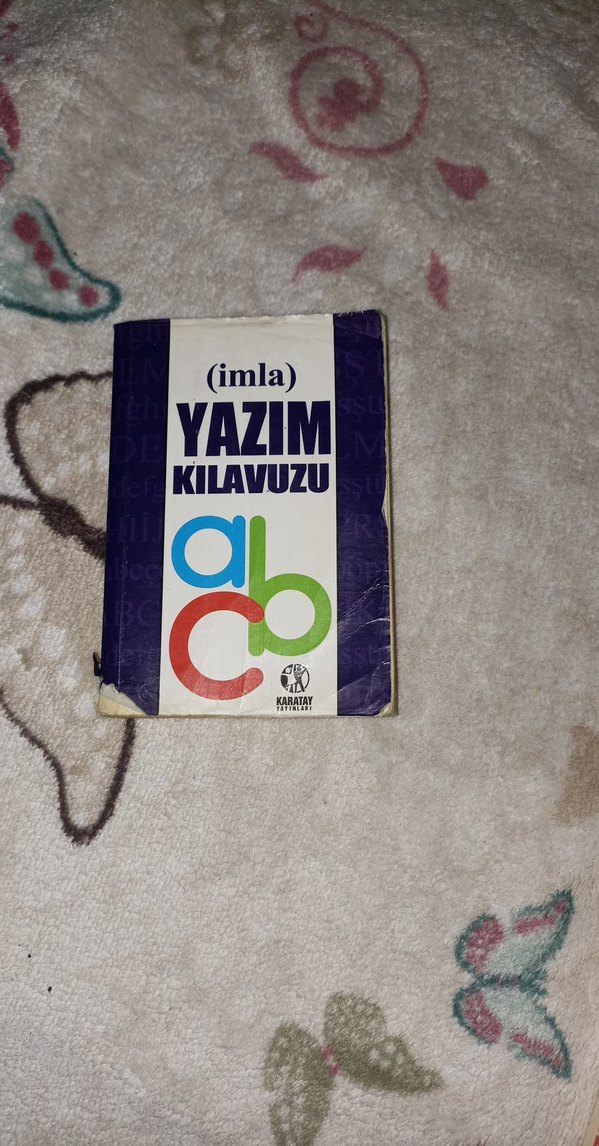 (imla)
YAZIM
KILAVUZU
abc
KARATAY
YAYINLARI